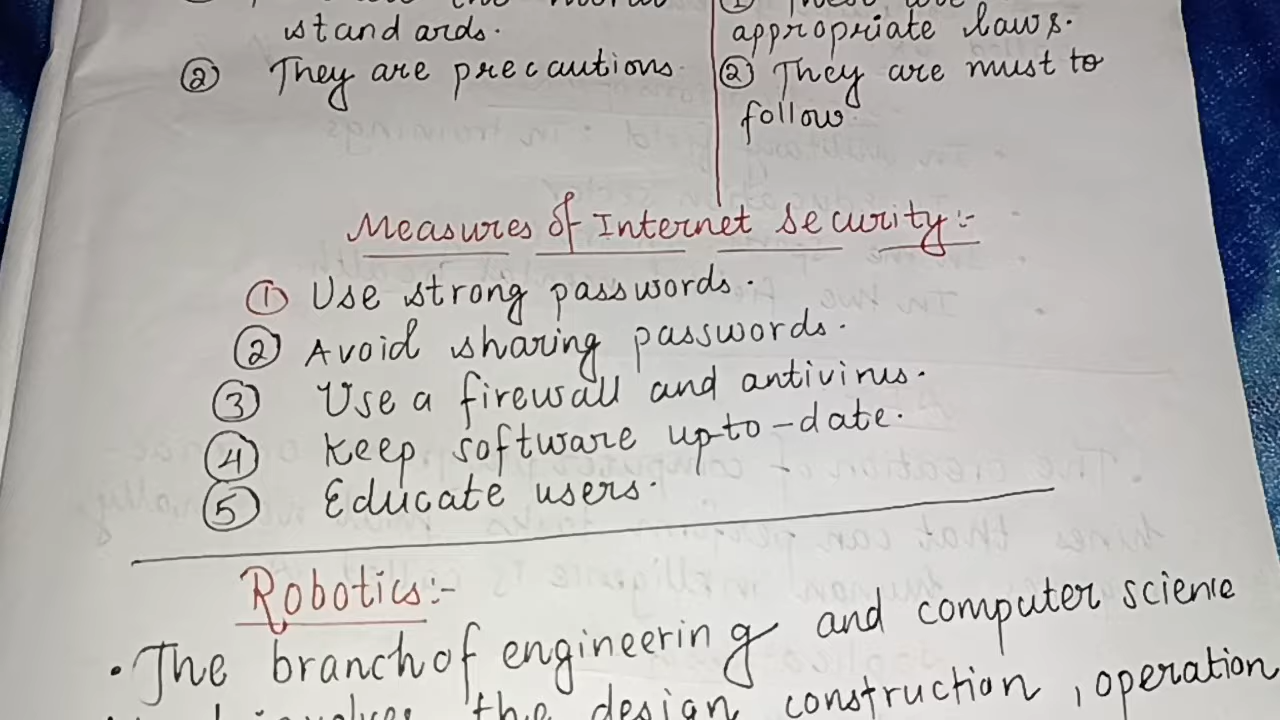 standards.
② They are precautions.
appropriate laws.
② They are must to
follow
Measures of Internet Security:-
① Use strong passwords.
② Avoid sharing passwords.
③ Use a firewall and antivirus.
④ Keep software up-to-date.
⑤ Educate users.
Robotics:-
• The branch of engineering and computer science
the design construction, operation